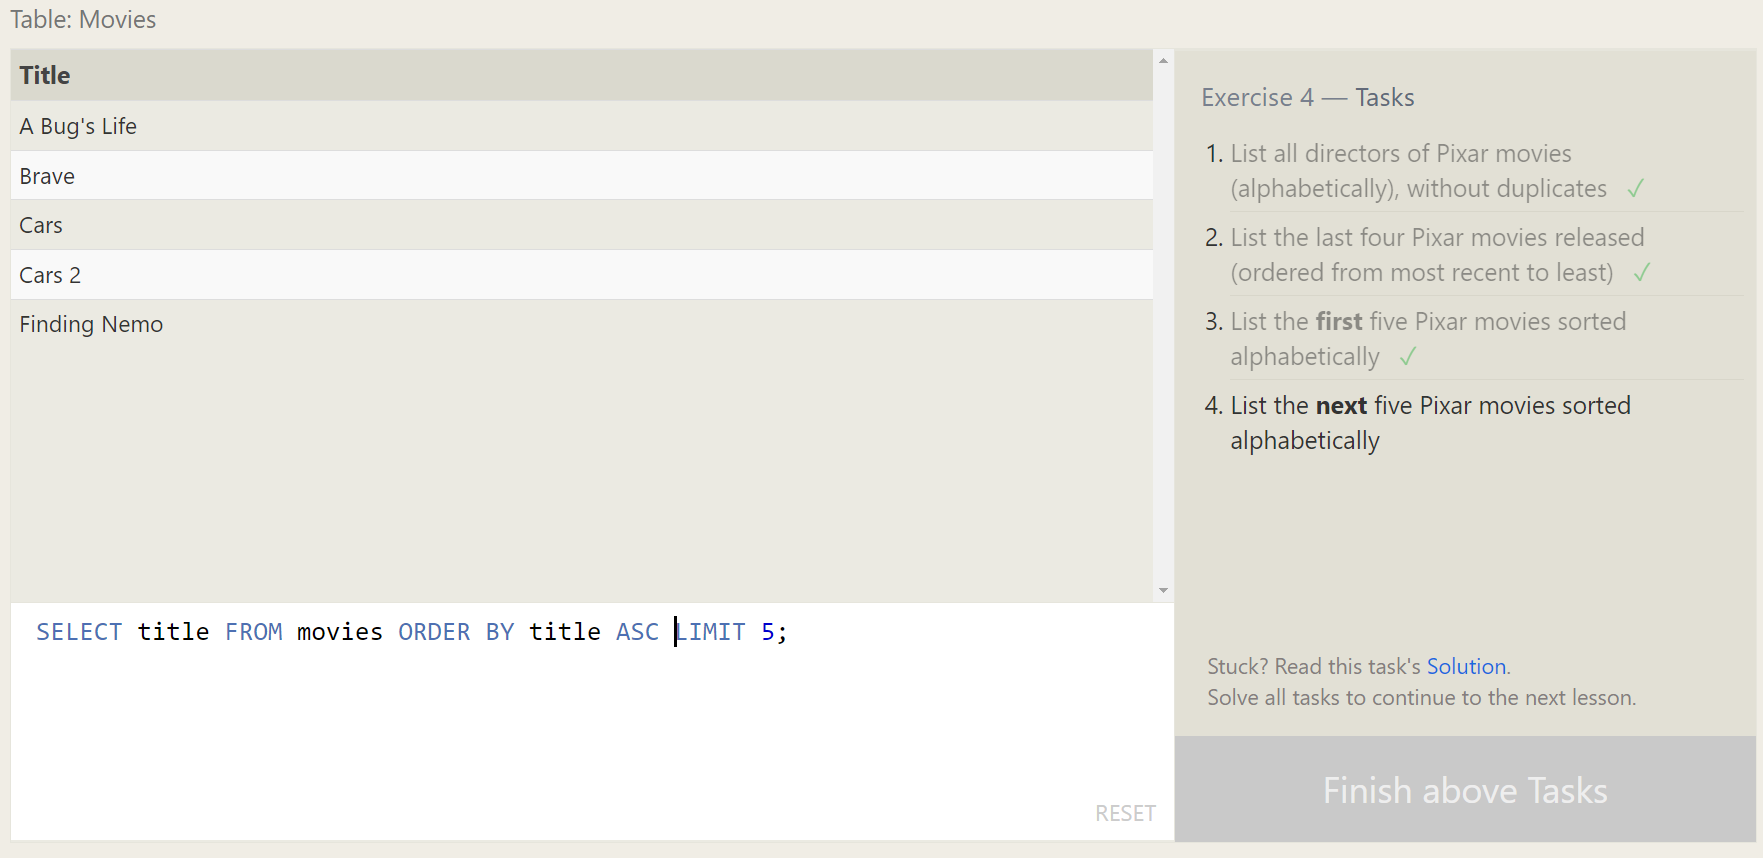 Table: Movies
Title
A Bug's Life
Brave
Cars
Cars 2
Finding Nemo
SELECT title FROM movies ORDER BY title ASC LIMIT 5;
RESET
Exercise 4 — Tasks
1. List all directors of Pixar movies
(alphabetically), without duplicates ✓
2. List the last four Pixar movies released
(ordered from most recent to least) ✓
3. List the first five Pixar movies sorted
alphabetically ✓
4. List the next five Pixar movies sorted
alphabetically
Stuck? Read this task's Solution.
Solve all tasks to continue to the next lesson.
Finish above Tasks